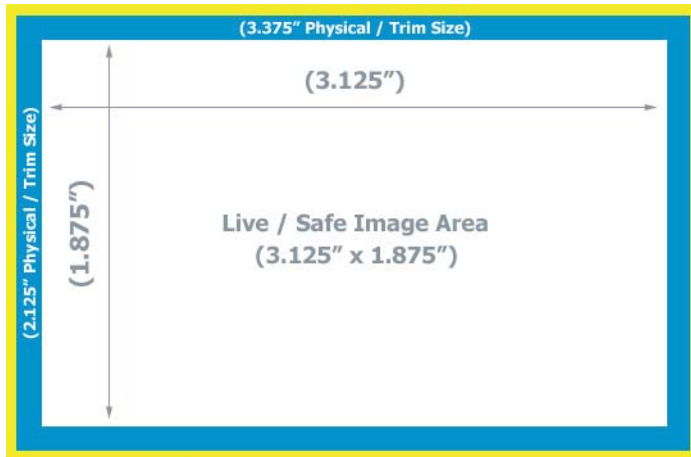 (3.375″ Physical / Trim Size)
(3.125″)
(2.125″ Physical / Trim Size)
(1.875″)
Live / Safe Image Area
(3.125″ x 1.875″)